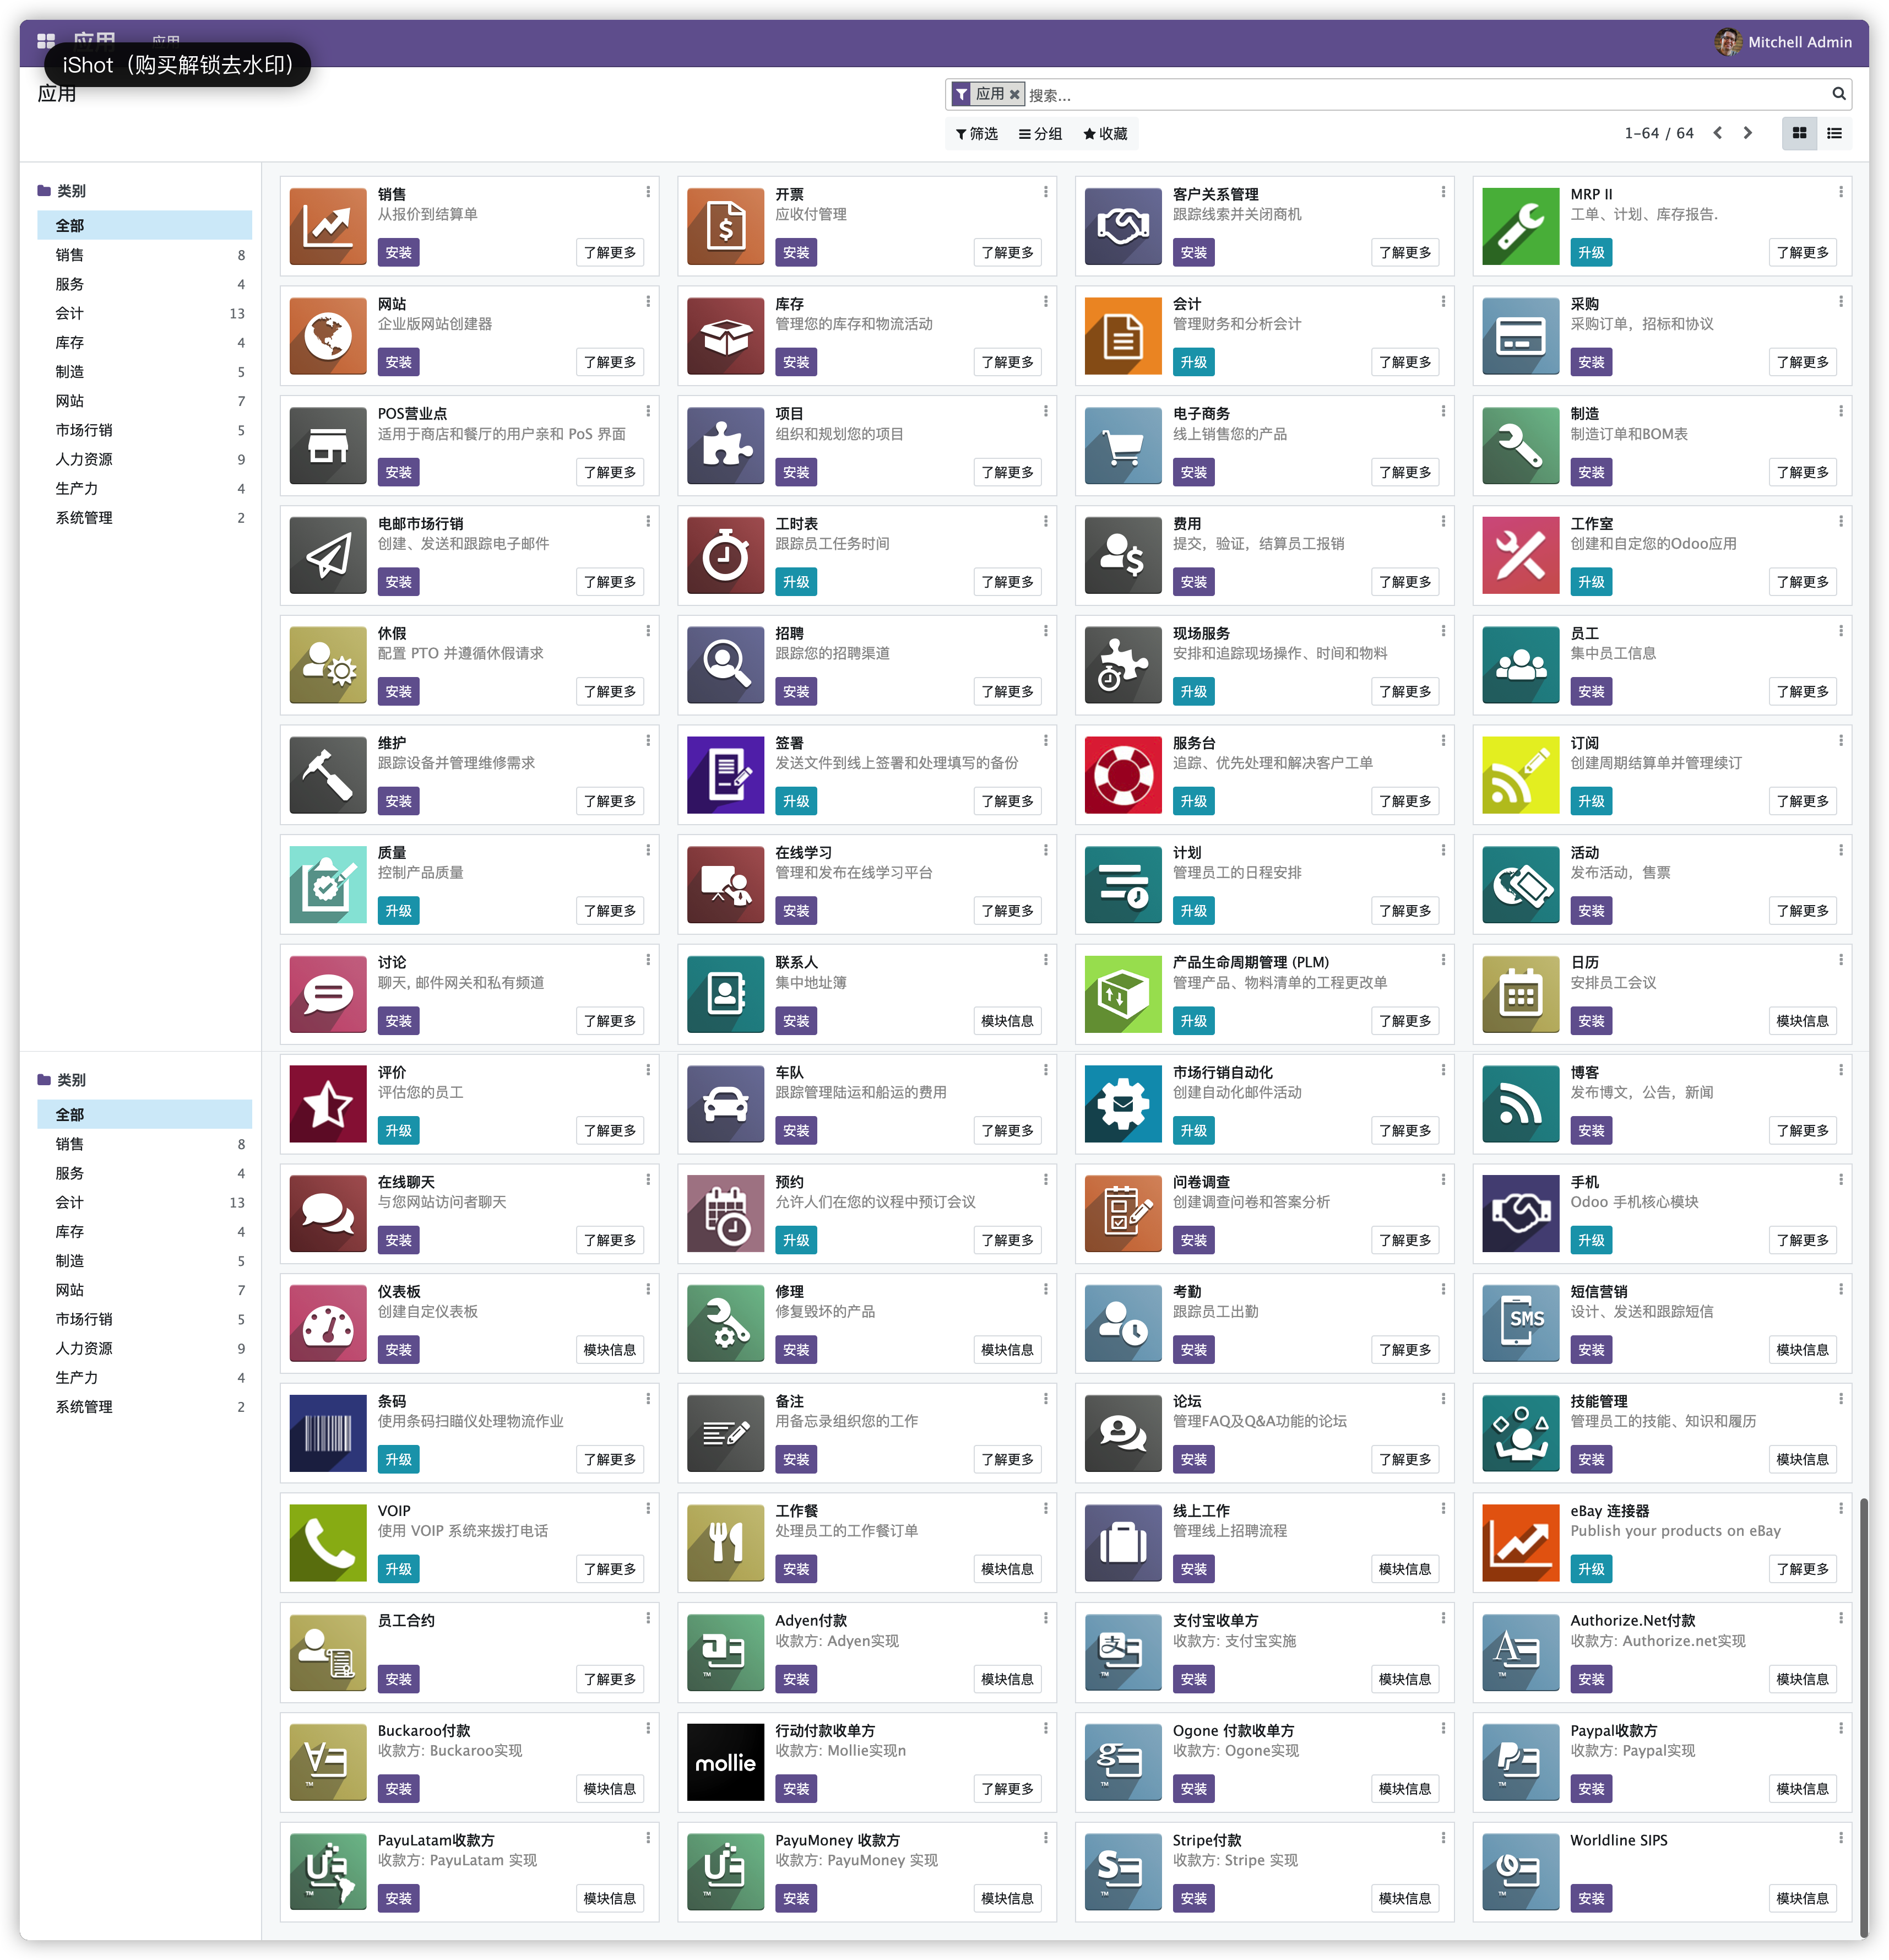 应用
应用
Mitchell Admin
iShot（购买解锁去水印）
应用
应用
搜索...
筛选
分组
收藏
1-64 / 64
类别
全部
销售 8
服务 4
会计 13
库存 4
制造 5
网站 7
市场行销 5
人力资源 9
生产力 4
系统管理 2
销售
从报价到结算单
安装 了解更多
开票
应收付管理
安装 了解更多
客户关系管理
跟踪线索并关闭商机
安装 了解更多
MRP II
工单、计划、库存报告.
升级 了解更多
网站
企业版网站创建器
安装 了解更多
库存
管理您的库存和物流活动
安装 了解更多
会计
管理财务和分析会计
升级 了解更多
采购
采购订单，招标和协议
安装 了解更多
POS营业点
适用于商店和餐厅的用户亲和 PoS 界面
安装 了解更多
项目
组织和规划您的项目
安装 了解更多
电子商务
线上销售您的产品
安装 了解更多
制造
制造订单和BOM表
安装 了解更多
电邮市场行销
创建、发送和跟踪电子邮件
安装 了解更多
工时表
跟踪员工任务时间
升级 了解更多
费用
提交，验证，结算员工报销
安装 了解更多
工作室
创建和自定您的Odoo应用
升级 了解更多
休假
配置 PTO 并遵循休假请求
安装 了解更多
招聘
跟踪您的招聘渠道
安装 了解更多
现场服务
安排和追踪现场操作、时间和物料
升级 了解更多
员工
集中员工信息
安装 了解更多
维护
跟踪设备并管理维修需求
安装 了解更多
签署
发送文件到线上签署和处理填写的备份
升级 了解更多
服务台
追踪、优先处理和解决客户工单
升级 了解更多
订阅
创建周期结算单并管理续订
升级 了解更多
质量
控制产品质量
升级 了解更多
在线学习
管理和发布在线学习平台
安装 了解更多
计划
管理员工的日程安排
升级 了解更多
活动
发布活动，售票
安装 了解更多
讨论
聊天, 邮件网关和私有频道
安装 了解更多
联系人
集中地址簿
安装 模块信息
产品生命周期管理 (PLM)
管理产品、物料清单的工程更改单
升级 了解更多
日历
安排员工会议
安装 模块信息
类别
全部
销售 8
服务 4
会计 13
库存 4
制造 5
网站 7
市场行销 5
人力资源 9
生产力 4
系统管理 2
评价
评估您的员工
升级 了解更多
车队
跟踪管理陆运和船运的费用
安装 了解更多
市场行销自动化
创建自动化邮件活动
升级 了解更多
博客
发布博文，公告，新闻
安装 了解更多
在线聊天
与您网站访问者聊天
安装 了解更多
预约
允许人们在您的议程中预订会议
升级 了解更多
问卷调查
创建调查问卷和答案分析
安装 了解更多
手机
Odoo 手机核心模块
升级 了解更多
仪表板
创建自定仪表板
安装 模块信息
修理
修复毁坏的产品
安装 模块信息
考勤
跟踪员工出勤
安装 了解更多
SMS
短信营销
设计、发送和跟踪短信
安装 模块信息
条码
使用条码扫瞄仪处理物流作业
升级 了解更多
备注
用备忘录组织您的工作
安装 了解更多
论坛
管理FAQ及Q&A功能的论坛
安装 了解更多
技能管理
管理员工的技能、知识和履历
安装 模块信息
VOIP
使用 VOIP 系统来拨打电话
升级 了解更多
工作餐
处理员工的工作餐订单
安装 模块信息
线上工作
管理线上招聘流程
安装 模块信息
eBay 连接器
Publish your products on eBay
升级 了解更多
员工合约
安装 了解更多
Adyen付款
收款方: Adyen实现
安装 模块信息
支付宝收单方
收款方: 支付宝实施
安装 模块信息
Authorize.Net付款
收款方: Authorize.net实现
安装 模块信息
Buckaroo付款
收款方: Buckaroo实现
安装 模块信息
mollie
行动付款收单方
收款方: Mollie实现n
安装 了解更多
Ogone 付款收单方
收款方: Ogone实现
安装 模块信息
Paypal收款方
收款方: Paypal实现
安装 模块信息
PayuLatam收款方
收款方: PayuLatam 实现
安装 模块信息
PayuMoney 收款方
收款方: PayuMoney 实现
安装 模块信息
Stripe付款
收款方: Stripe 实现
安装 模块信息
Worldline SIPS
安装 模块信息